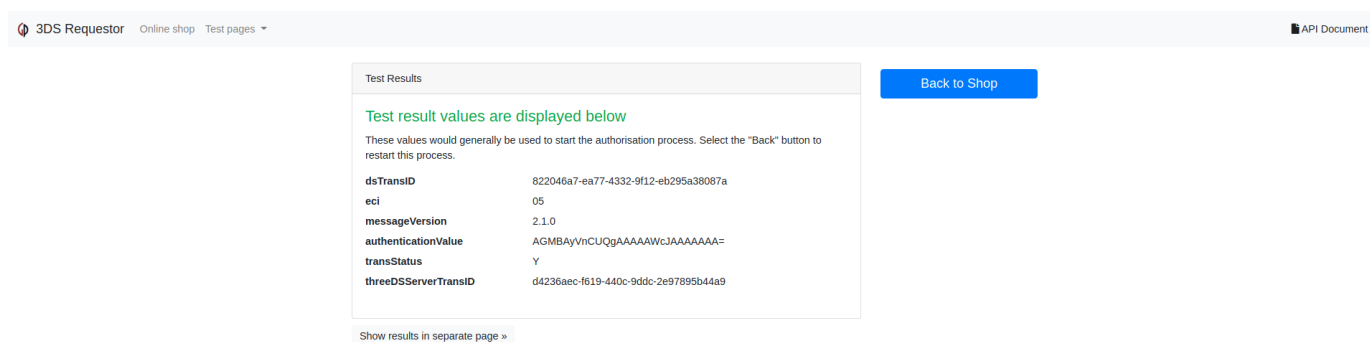 3DS Requestor Online shop Test pages API Document
Test Results
Back to Shop
Test result values are displayed below
These values would generally be used to start the authorisation process. Select the "Back" button to
restart this process.
dsTransID 822046a7-ea77-4332-9f12-eb295a38087a
eci 05
messageVersion 2.1.0
authenticationValue AGMBAyVnCUQgAAAAAWcJAAAAAAA=
transStatus Y
threeDSServerTransID d4236aec-f619-440c-9ddc-2e97895b44a9
Show results in separate page »